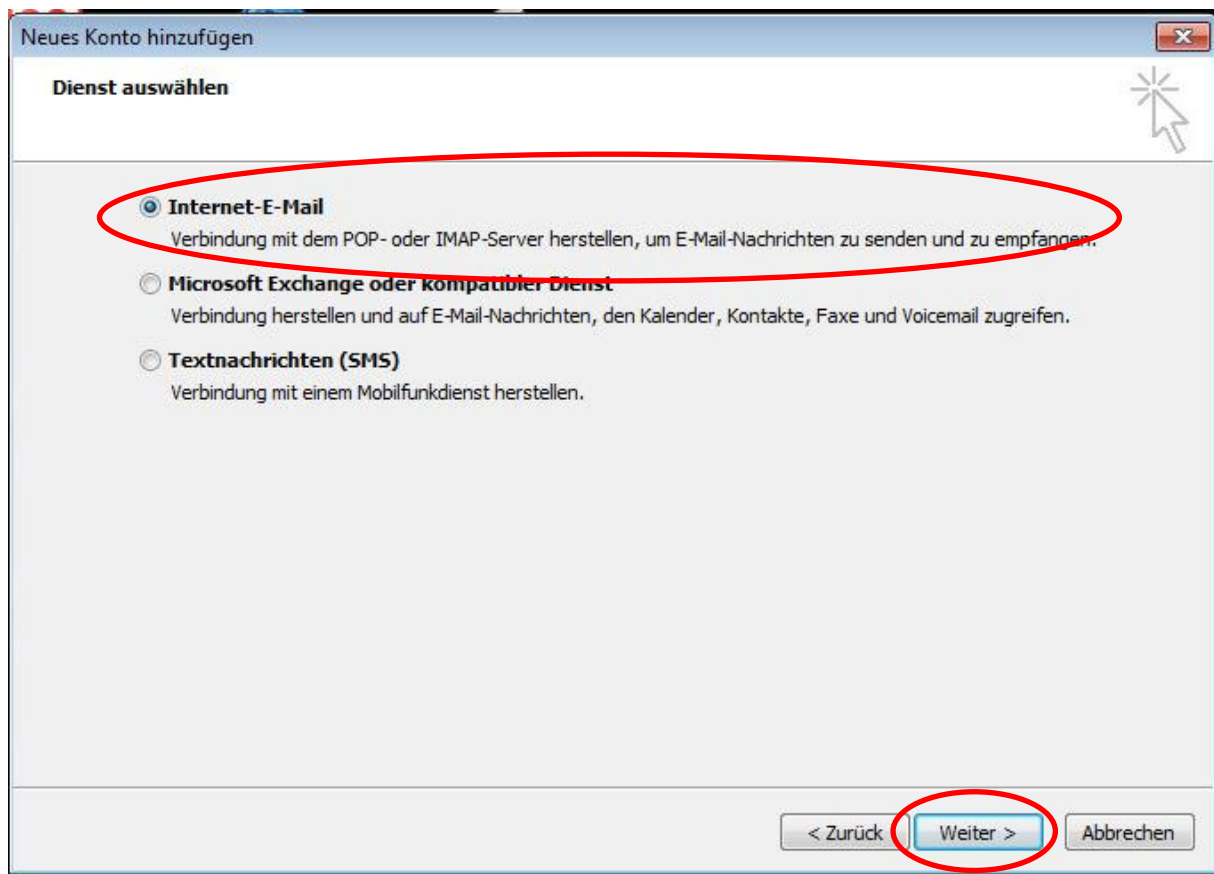 Neues Konto hinzufügen
Dienst auswählen
Internet-E-Mail
Verbindung mit dem POP- oder IMAP-Server herstellen, um E-Mail-Nachrichten zu senden und zu empfangen.
Microsoft Exchange oder kompatibler Dienst
Verbindung herstellen und auf E-Mail-Nachrichten, den Kalender, Kontakte, Faxe und Voicemail zugreifen.
Textnachrichten (SMS)
Verbindung mit einem Mobilfunkdienst herstellen.
< Zurück Weiter > Abbrechen